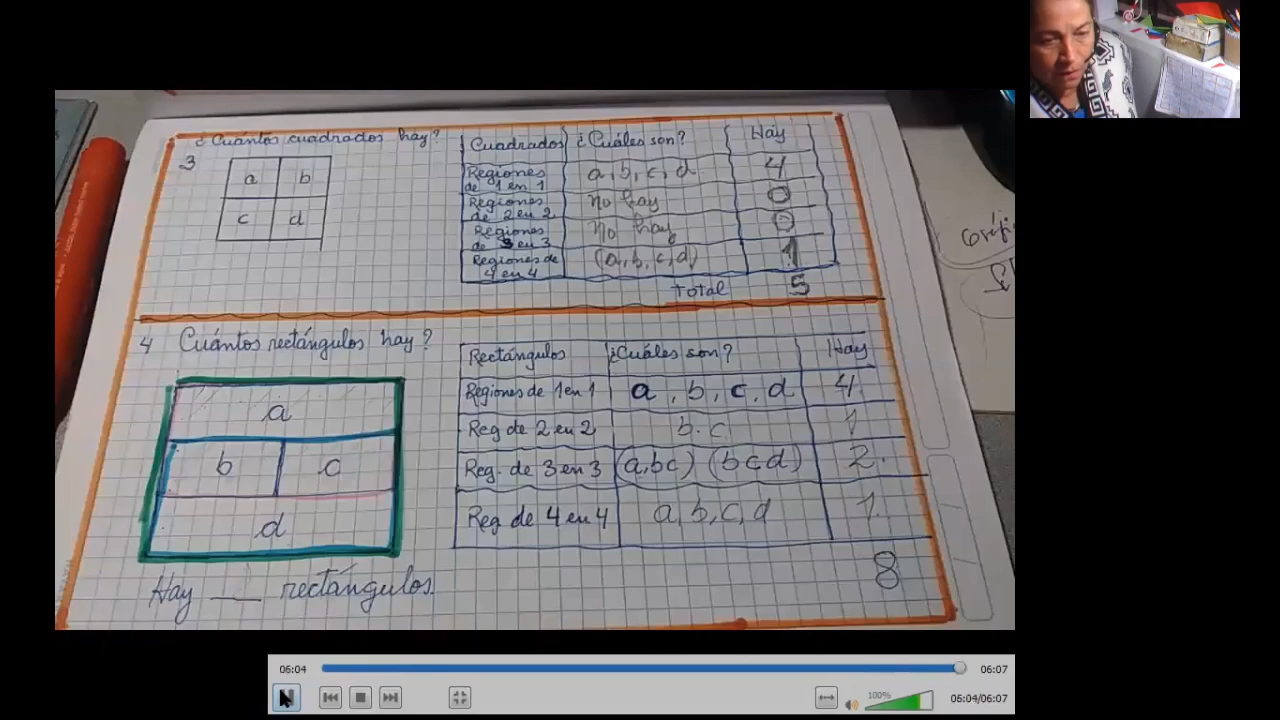 ¿Cuántos cuadrados hay?
3
a b
c d
Cuadrados ¿Cuáles son? Hay
Regiones de 1 en 1 a, b, c, d 4
Regiones de 2 en 2 no hay 0
Regiones de 3 en 3 no hay 0
Regiones de 4 en 4 (a, b, c, d) 1
Total 5
4 Cuántos rectángulos hay?
a
b c
d
Hay ___ rectángulos.
Rectángulos ¿Cuáles son? Hay
Regiones de 1 en 1 a, b, c, d 4
Reg de 2 en 2 b.c 1
Reg. de 3 en 3 (a,bc) (bc,d) 2.
Reg de 4 en 4 a, b, c, d 1
8
06:04 06:07
100%
06:04/06:07